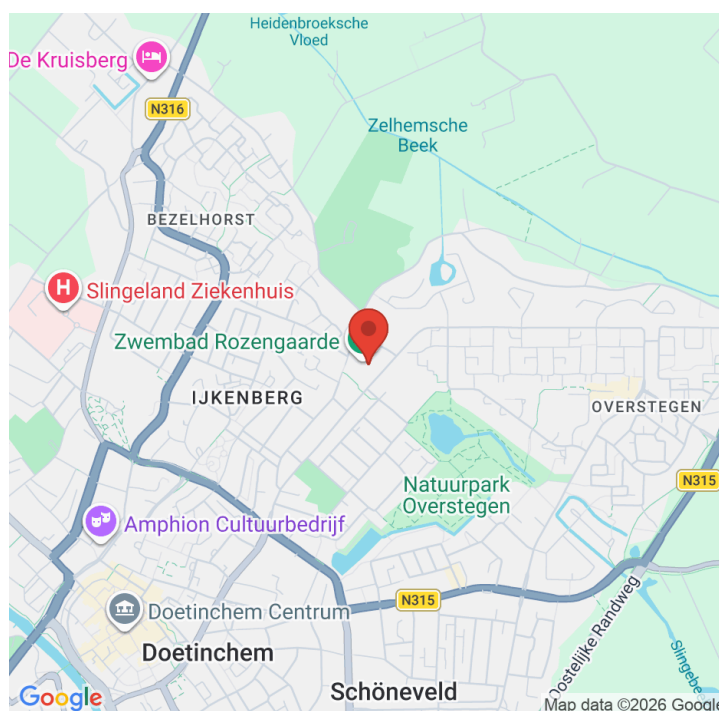 Heidenbroeksche
Vloed
De Kruisberg
N316
Zelhemsche
Beek
BEZELHORST
H
Slingeland Ziekenhuis
Zwembad Rozengaarde
IJKENBERG
OVERSTEGEN
N315
Natuurpark
Overstegen
Amphion Cultuurbedrijf
N315
Doetinchem Centrum
Doetinchem
Oostelijke Randweg
Slingebe
Schöneveld
Google
Map data ©2026 Google